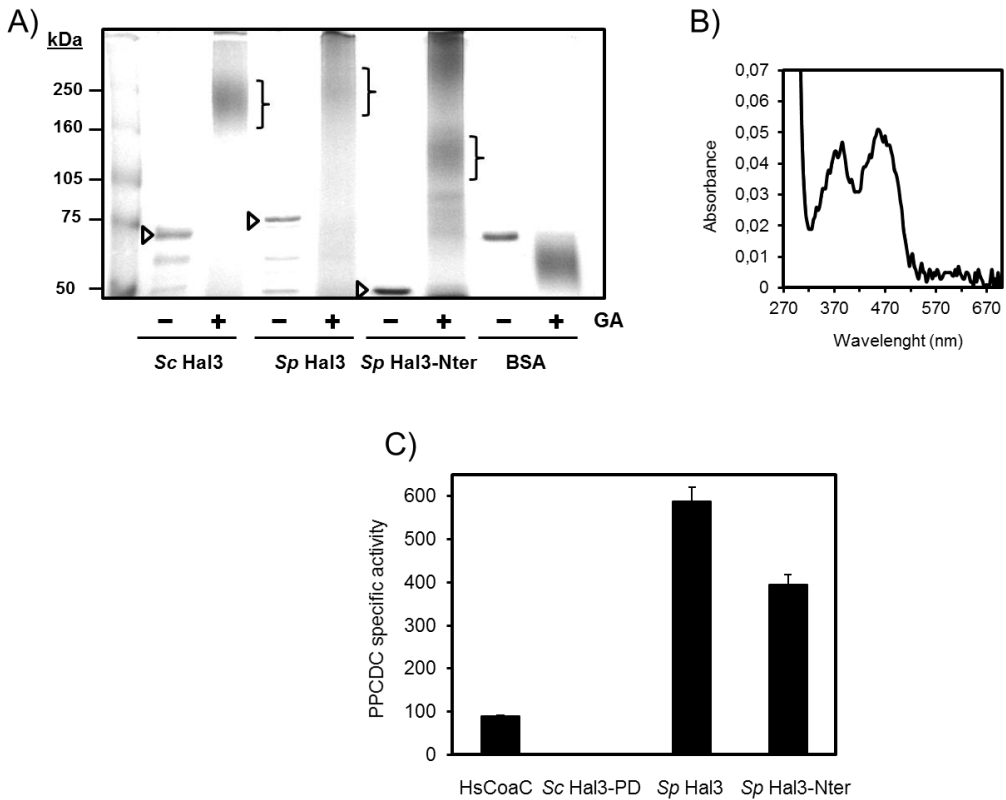 A)
kDa
250
160
105
75
50
− + − + − + − + GA
Sc Hal3 Sp Hal3 Sp Hal3-Nter BSA
B)
0,07
0,06
0,05
0,04
0,03
0,02
0,01
0
Absorbance
270 370 470 570 670
Wavelenght (nm)
C)
600
500
400
300
200
100
0
PPCDC specific activity
HsCoaC Sc Hal3-PD Sp Hal3 Sp Hal3-Nter